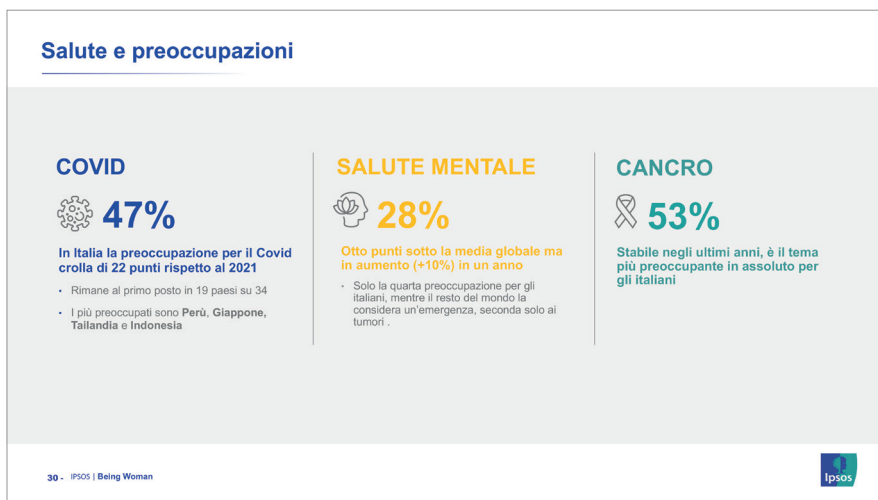 Salute e preoccupazioni
COVID
47%
In Italia la preoccupazione per il Covid
crolla di 22 punti rispetto al 2021
• Rimane al primo posto in 19 paesi su 34
• I più preoccupati sono Perù, Giappone,
Tailandia e Indonesia
SALUTE MENTALE
28%
Otto punti sotto la media globale ma
in aumento (+10%) in un anno
• Solo la quarta preoccupazione per gli
italiani, mentre il resto del mondo la
considera un'emergenza, seconda solo ai
tumori .
CANCRO
53%
Stabile negli ultimi anni, è il tema
più preoccupante in assoluto per
gli italiani
30 - IPSOS | Being Woman
Ipsos